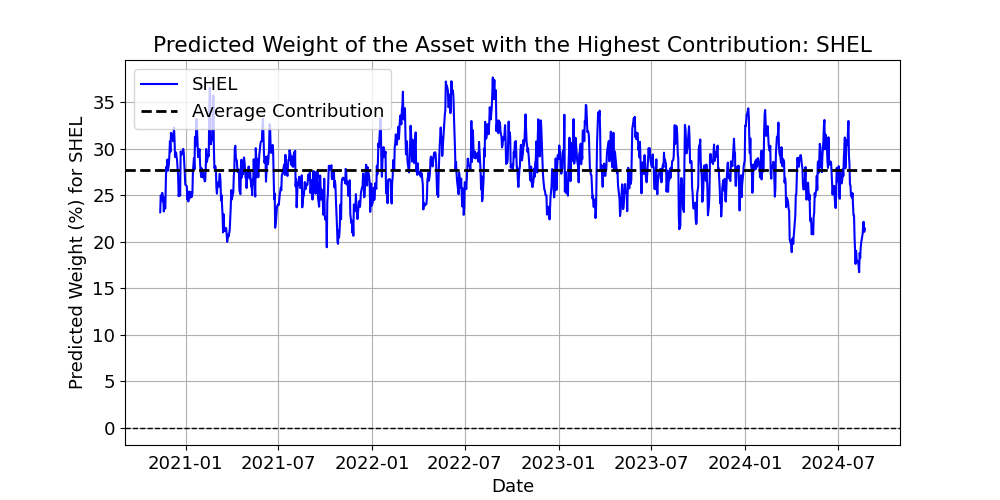 Predicted Weight of the Asset with the Highest Contribution: SHEL
SHEL
Average Contribution
Predicted Weight (%) for SHEL
35
30
25
20
15
10
5
0
2021-01 2021-07 2022-01 2022-07 2023-01 2023-07 2024-01 2024-07
Date